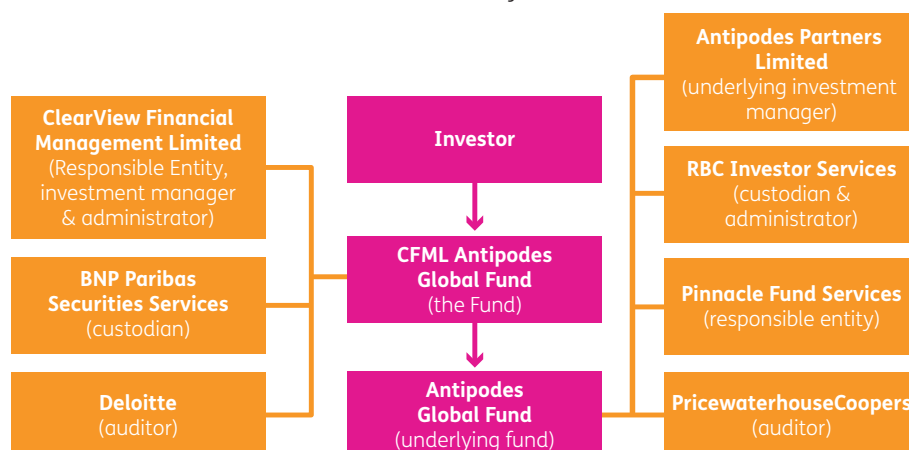 ClearView Financial
Management Limited
(Responsible Entity,
investment manager
& administrator)
BNP Paribas
Securities Services
(custodian)
Deloitte
(auditor)
Investor
CFML Antipodes
Global Fund
(the Fund)
Antipodes
Global Fund
(underlying fund)
Antipodes Partners
Limited
(underlying investment
manager)
RBC Investor Services
(custodian &
administrator)
Pinnacle Fund Services
(responsible entity)
PricewaterhouseCoopers
(auditor)